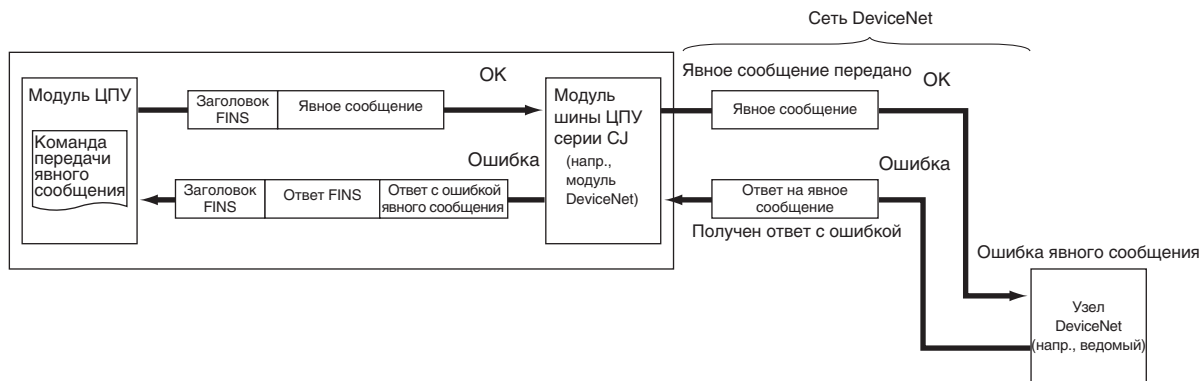 Сеть DeviceNet
Модуль ЦПУ
Команда
передачи
явного
сообщения
OK
Заголовок
FINS
Явное сообщение
Ошибка
Заголовок
FINS
Ответ FINS
Ответ с ошибкой
явного сообщения
Модуль
шины ЦПУ
серии CJ
(напр.,
модуль
DeviceNet)
Явное сообщение передано
OK
Явное сообщение
Ошибка
Ответ на явное
сообщение
Получен ответ с ошибкой
Ошибка явного сообщения
Узел
DeviceNet
(напр., ведомый)